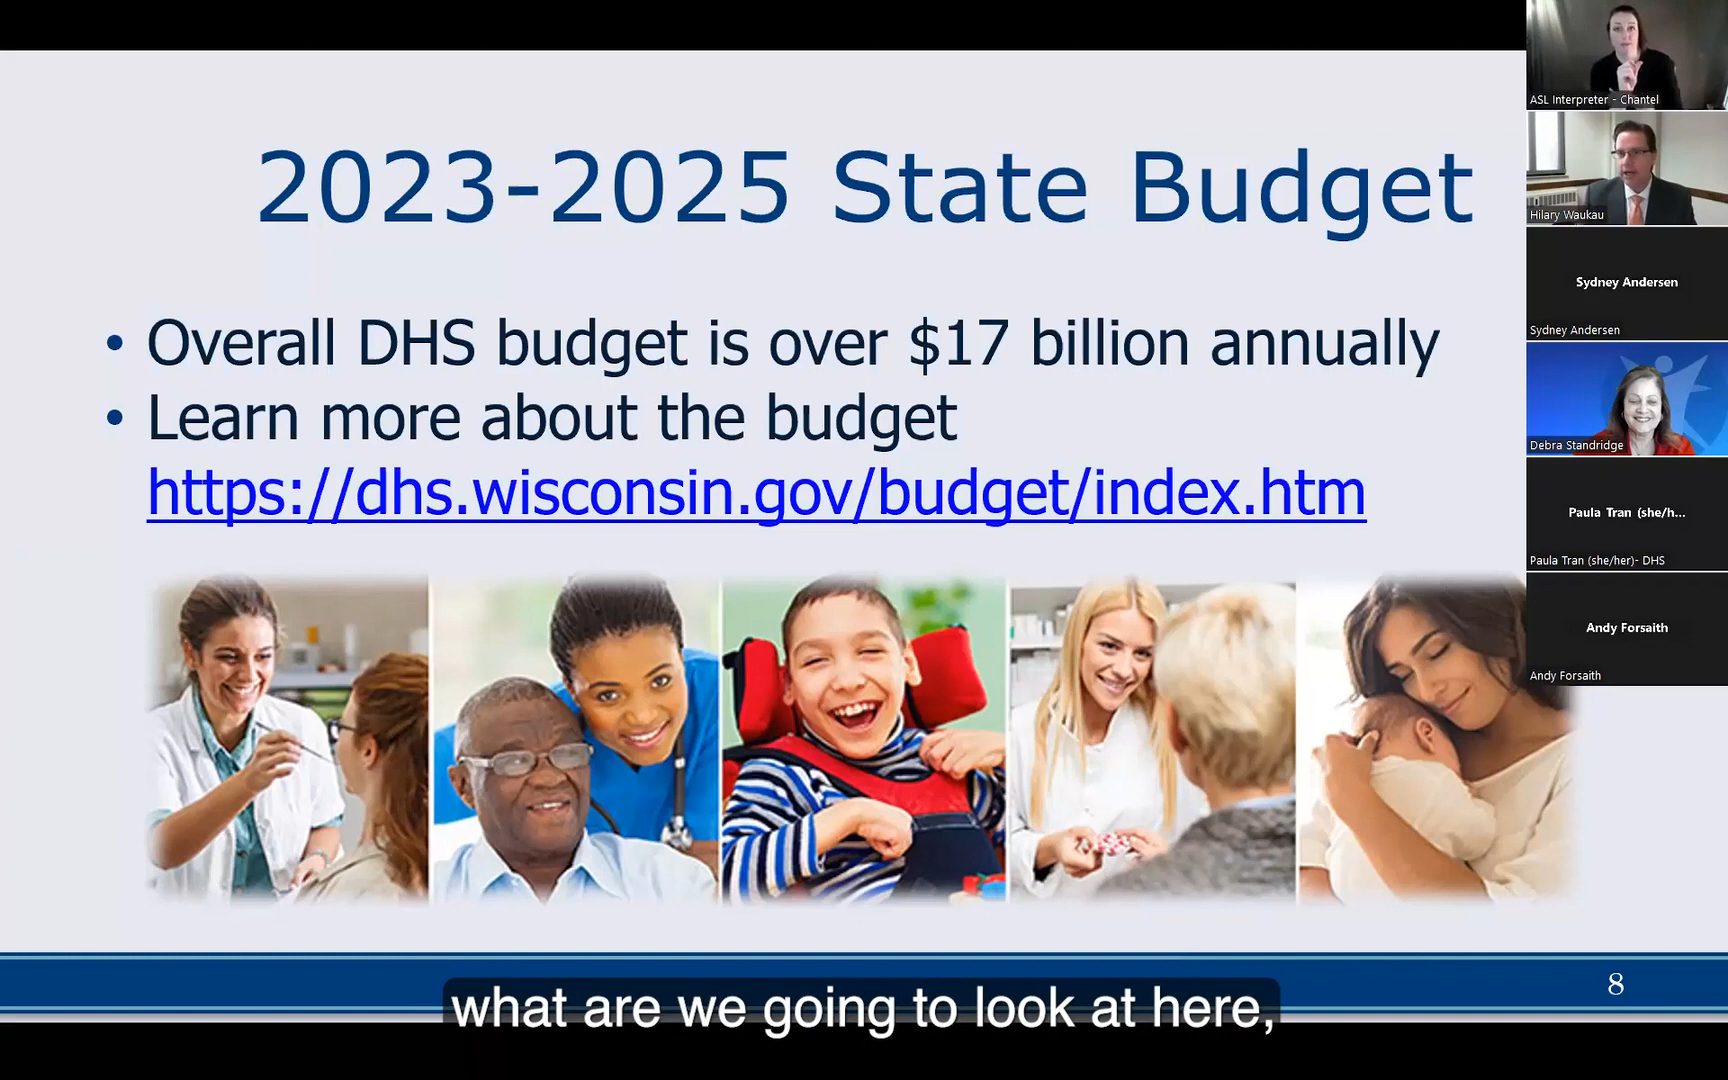 2023-2025 State Budget
• Overall DHS budget is over $17 billion annually
• Learn more about the budget
https://dhs.wisconsin.gov/budget/index.htm
8
what are we going to look at here,
ASL Interpreter - Chantel
Hilary Waukau
Sydney Andersen
Sydney Andersen
Debra Standridge
Paula Tran (she/h...
Paula Tran (she/her)- DHS
Andy Forsaith
Andy Forsaith